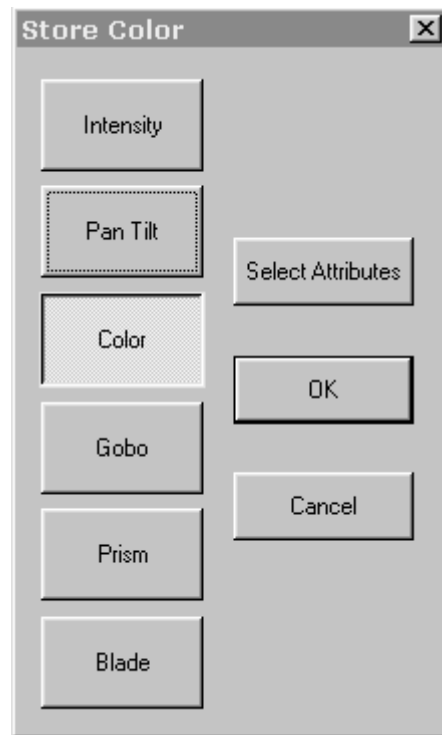 Store Color
Intensity
Pan Tilt
Color
Gobo
Prism
Blade
Select Attributes
OK
Cancel